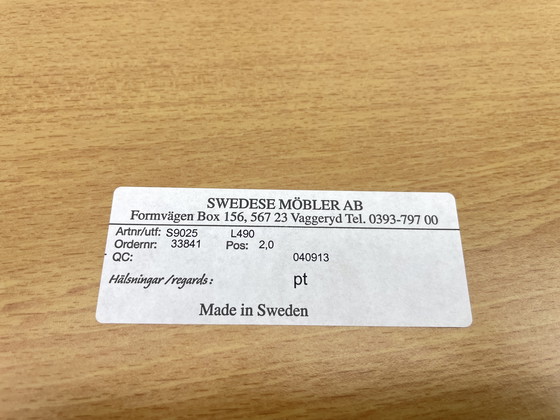 SWEDESE MÖBLER AB
Formvägen Box 156, 567 23 Vaggeryd Tel. 0393-797 00
Artnr/utf: S9025 L490
Ordernr: 33841 Pos: 2,0
QC: 040913
Hälsningar /regards : pt
Made in Sweden